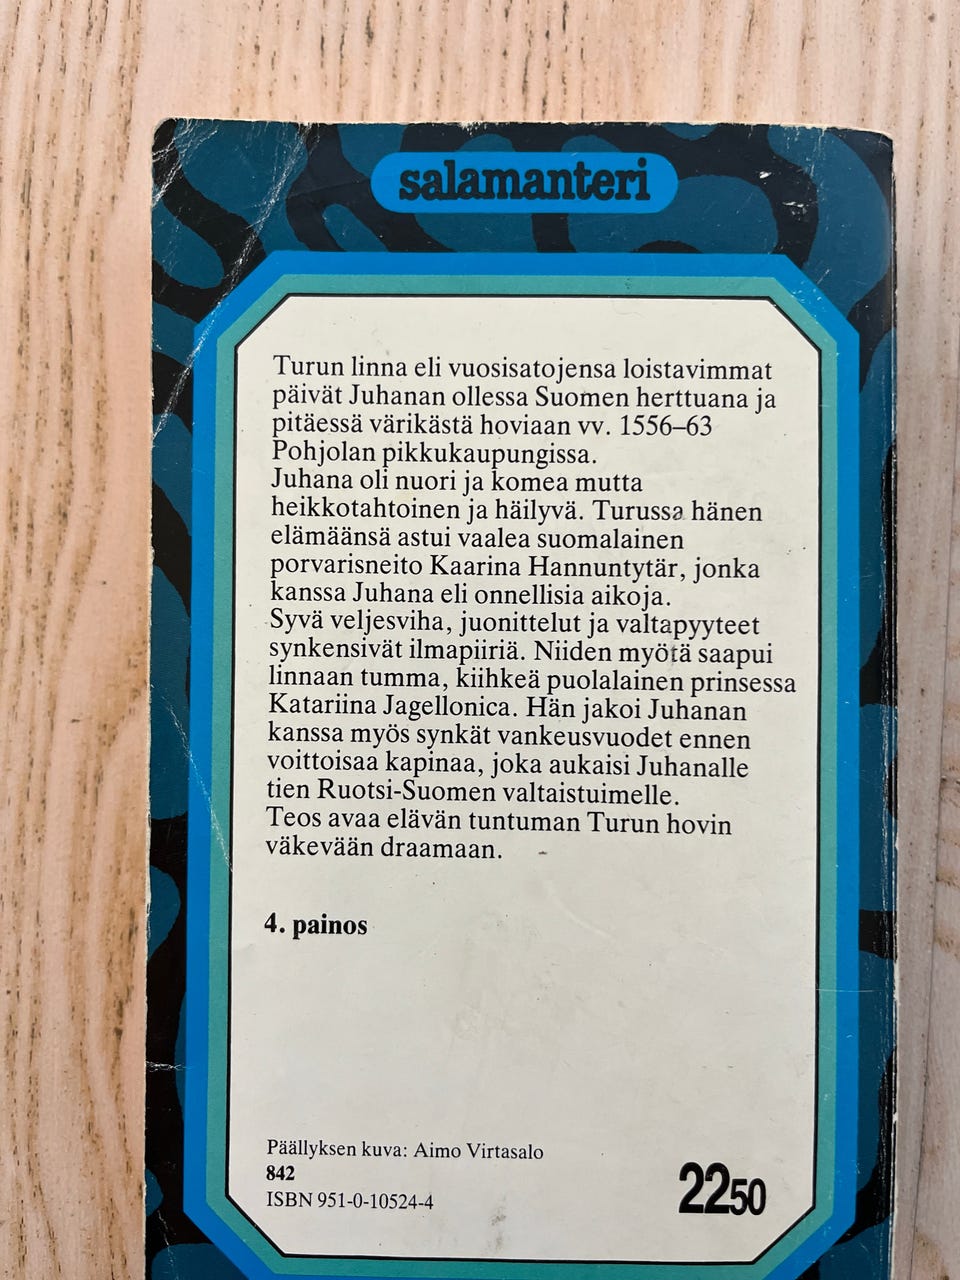 salamanteri
Turun linna eli vuosisatojensa loistavimmat
päivät Juhanan ollessa Suomen herttuana ja
pitäessä värikästä hoviaan vv. 1556–63
Pohjolan pikkukaupungissa.
Juhana oli nuori ja komea mutta
heikkotahtoinen ja häilyvä. Turussa hänen
elämäänsä astui vaalea suomalainen
porvarisneito Kaarina Hannuntytär, jonka
kanssa Juhana eli onnellisia aikoja.
Syvä veljesviha, juonittelut ja valtapyyteet
synkensivät ilmapiiriä. Niiden myötä saapui
linnaan tumma, kiihkeä puolalainen prinsessa
Katariina Jagellonica. Hän jakoi Juhanan
kanssa myös synkät vankeusvuodet ennen
voittoisaa kapinaa, joka aukaisi Juhanalle
tien Ruotsi-Suomen valtaistuimelle.
Teos avaa elävän tuntuman Turun hovin
väkevään draamaan.
4. painos
Päällyksen kuva: Aimo Virtasalo
842
ISBN 951-0-10524-4
2250